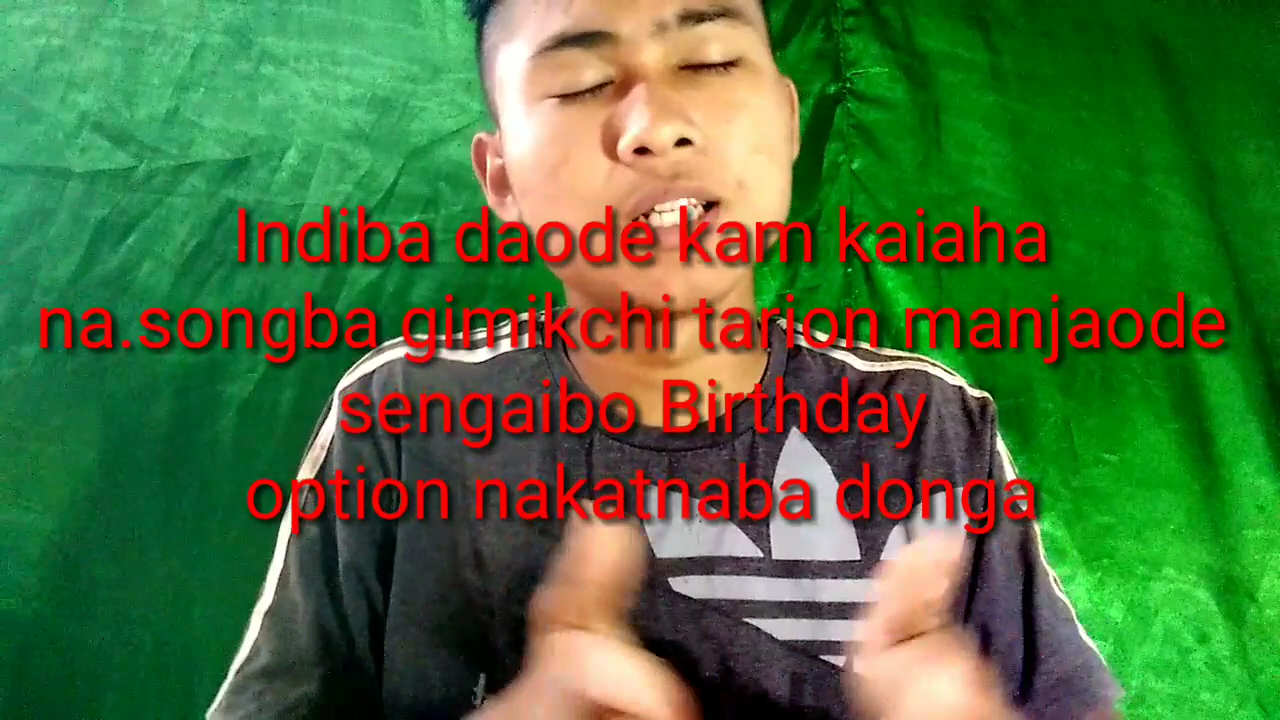 Indiba daode kam kaiaha
na.songba gimikchi tarion manjaode
sengaibo Birthday
option nakatnaba donga